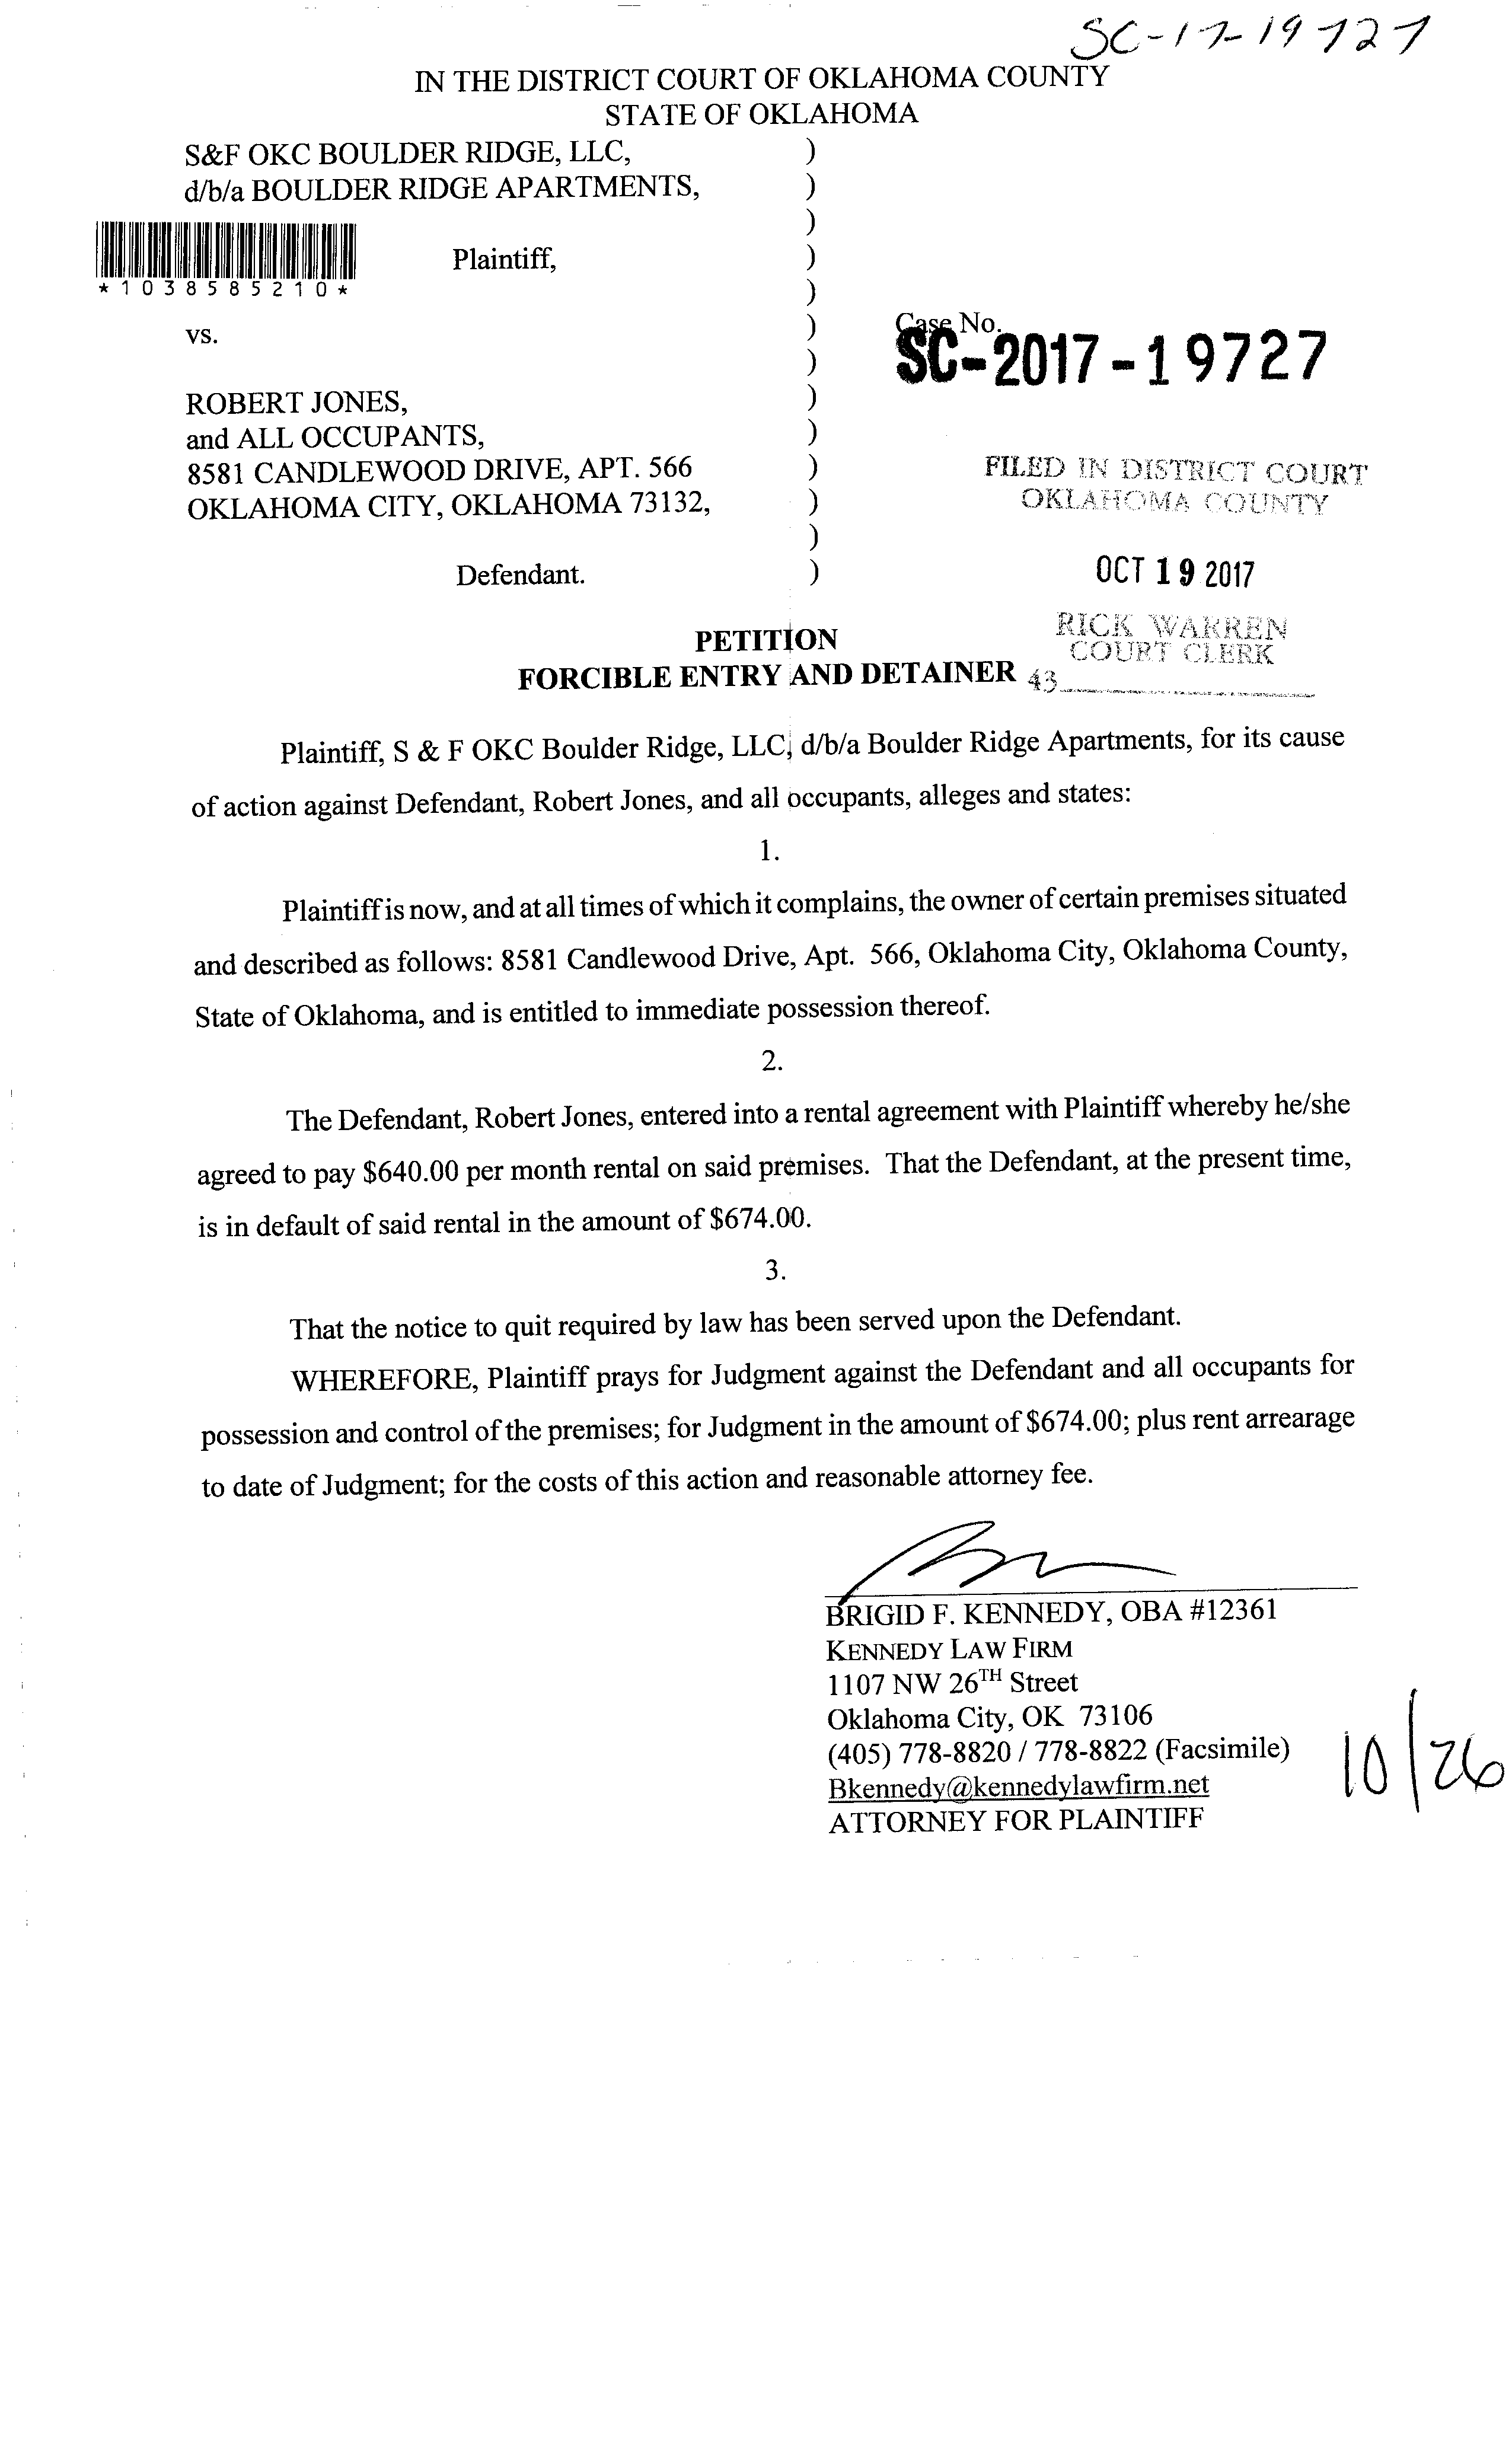 SC-17-19727
IN THE DISTRICT COURT OF OKLAHOMA COUNTY
STATE OF OKLAHOMA
S&F OKC BOULDER RIDGE, LLC, )
d/b/a BOULDER RIDGE APARTMENTS, )
)
Plaintiff, )
*1038585210*
)
vs. )
Case No.
SC-2017-19727
)
ROBERT JONES, )
and ALL OCCUPANTS, )
8581 CANDLEWOOD DRIVE, APT. 566 )
OKLAHOMA CITY, OKLAHOMA 73132, )
)
Defendant. )
FILED IN DISTRICT COURT
OKLAHOMA COUNTY
OCT 19 2017
RICK WARREN
COURT CLERK
43
PETITION
FORCIBLE ENTRY AND DETAINER
Plaintiff, S & F OKC Boulder Ridge, LLC, d/b/a Boulder Ridge Apartments, for its cause
of action against Defendant, Robert Jones, and all occupants, alleges and states:
1.
Plaintiff is now, and at all times of which it complains, the owner of certain premises situated
and described as follows: 8581 Candlewood Drive, Apt. 566, Oklahoma City, Oklahoma County,
State of Oklahoma, and is entitled to immediate possession thereof.
2.
The Defendant, Robert Jones, entered into a rental agreement with Plaintiff whereby he/she
agreed to pay $640.00 per month rental on said premises. That the Defendant, at the present time,
is in default of said rental in the amount of $674.00.
3.
That the notice to quit required by law has been served upon the Defendant.
WHEREFORE, Plaintiff prays for Judgment against the Defendant and all occupants for
possession and control of the premises; for Judgment in the amount of $674.00; plus rent arrearage
to date of Judgment; for the costs of this action and reasonable attorney fee.
BRIGID F. KENNEDY, OBA #12361
KENNEDY LAW FIRM
1107 NW 26TH Street
Oklahoma City, OK 73106
(405) 778-8820 / 778-8822 (Facsimile)
Bkennedy@kennedylawfirm.net
ATTORNEY FOR PLAINTIFF
10/26